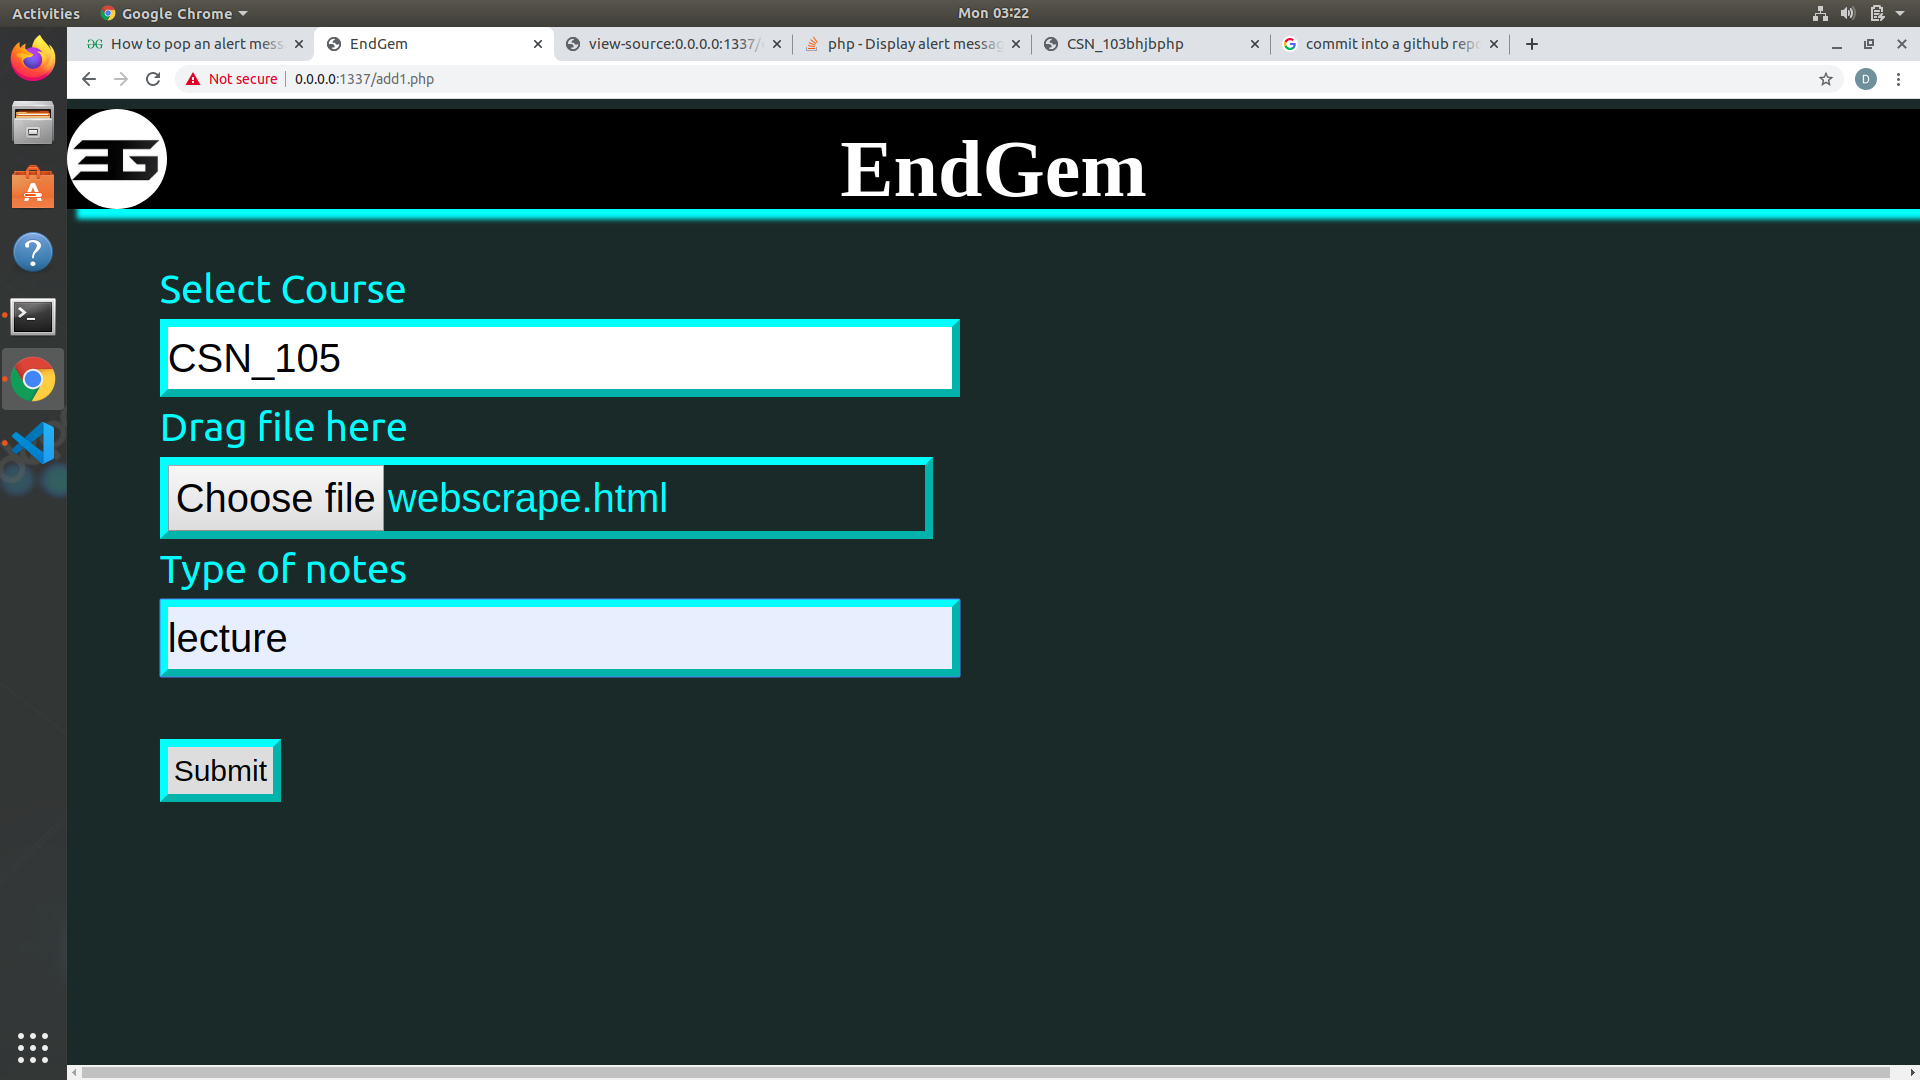 Activities Google Chrome Mon 03:22
How to pop an alert mess EndGem view-source:0.0.0.0:1337/ php - Display alert messag CSN_103bhjbphp commit into a github rep
Not secure 0.0.0.0:1337/add1.php D
EG
EndGem
Select Course
CSN_105
Drag file here
Choose file webscrape.html
Type of notes
lecture
Submit